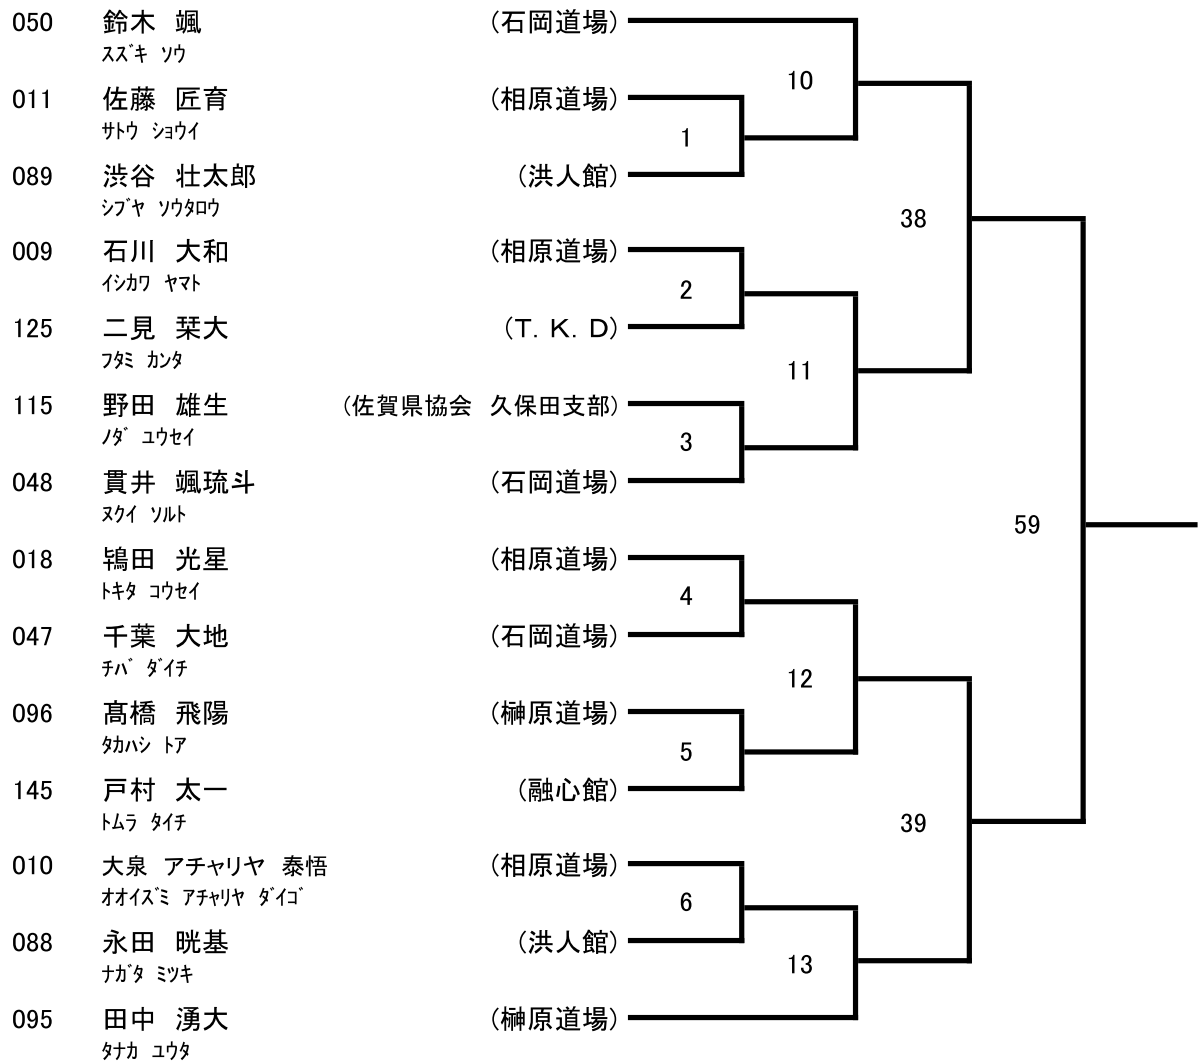 050 鈴木 颯 (石岡道場)
スズキ ソウ
10
011 佐藤 匠育 (相原道場)
サトウ ショウイ
1
089 渋谷 壮太郎 (洪人館)
シブヤ ソウタロウ
38
009 石川 大和 (相原道場)
イシカワ ヤマト
2
125 二見 栞大 (T. K. D)
フタミ カンタ
11
115 野田 雄生 (佐賀県協会 久保田支部)
ノダ ユウセイ
3
048 貫井 颯琉斗 (石岡道場)
ヌクイ ソルト
59
018 鴇田 光星 (相原道場)
トキタ コウセイ
4
047 千葉 大地 (石岡道場)
チバ ダイチ
12
096 髙橋 飛陽 (榊原道場)
タカハシ トア
5
145 戸村 太一 (融心館)
トムラ タイチ
39
010 大泉 アチャリヤ 泰悟 (相原道場)
オオイズミ アチャリヤ ダイゴ
6
088 永田 晄基 (洪人館)
ナガタ ミツキ
13
095 田中 湧大 (榊原道場)
タナカ ユウタ